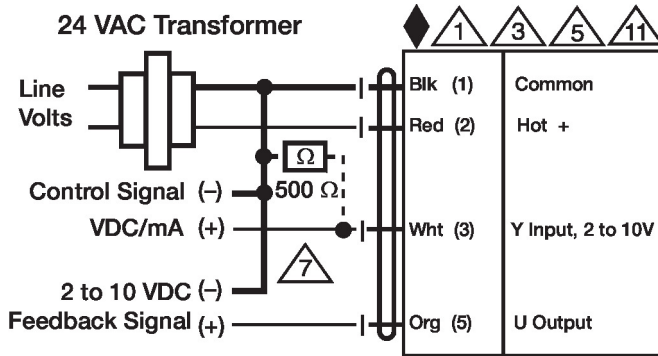 24 VAC Transformer
1 3 5 11
Line
Volts
Blk (1) Common
Red (2) Hot +
Ω
500 Ω
Control Signal (-)
VDC/mA (+)
Wht (3) Y Input, 2 to 10V
7
2 to 10 VDC (-)
Feedback Signal (+)
Org (5) U Output